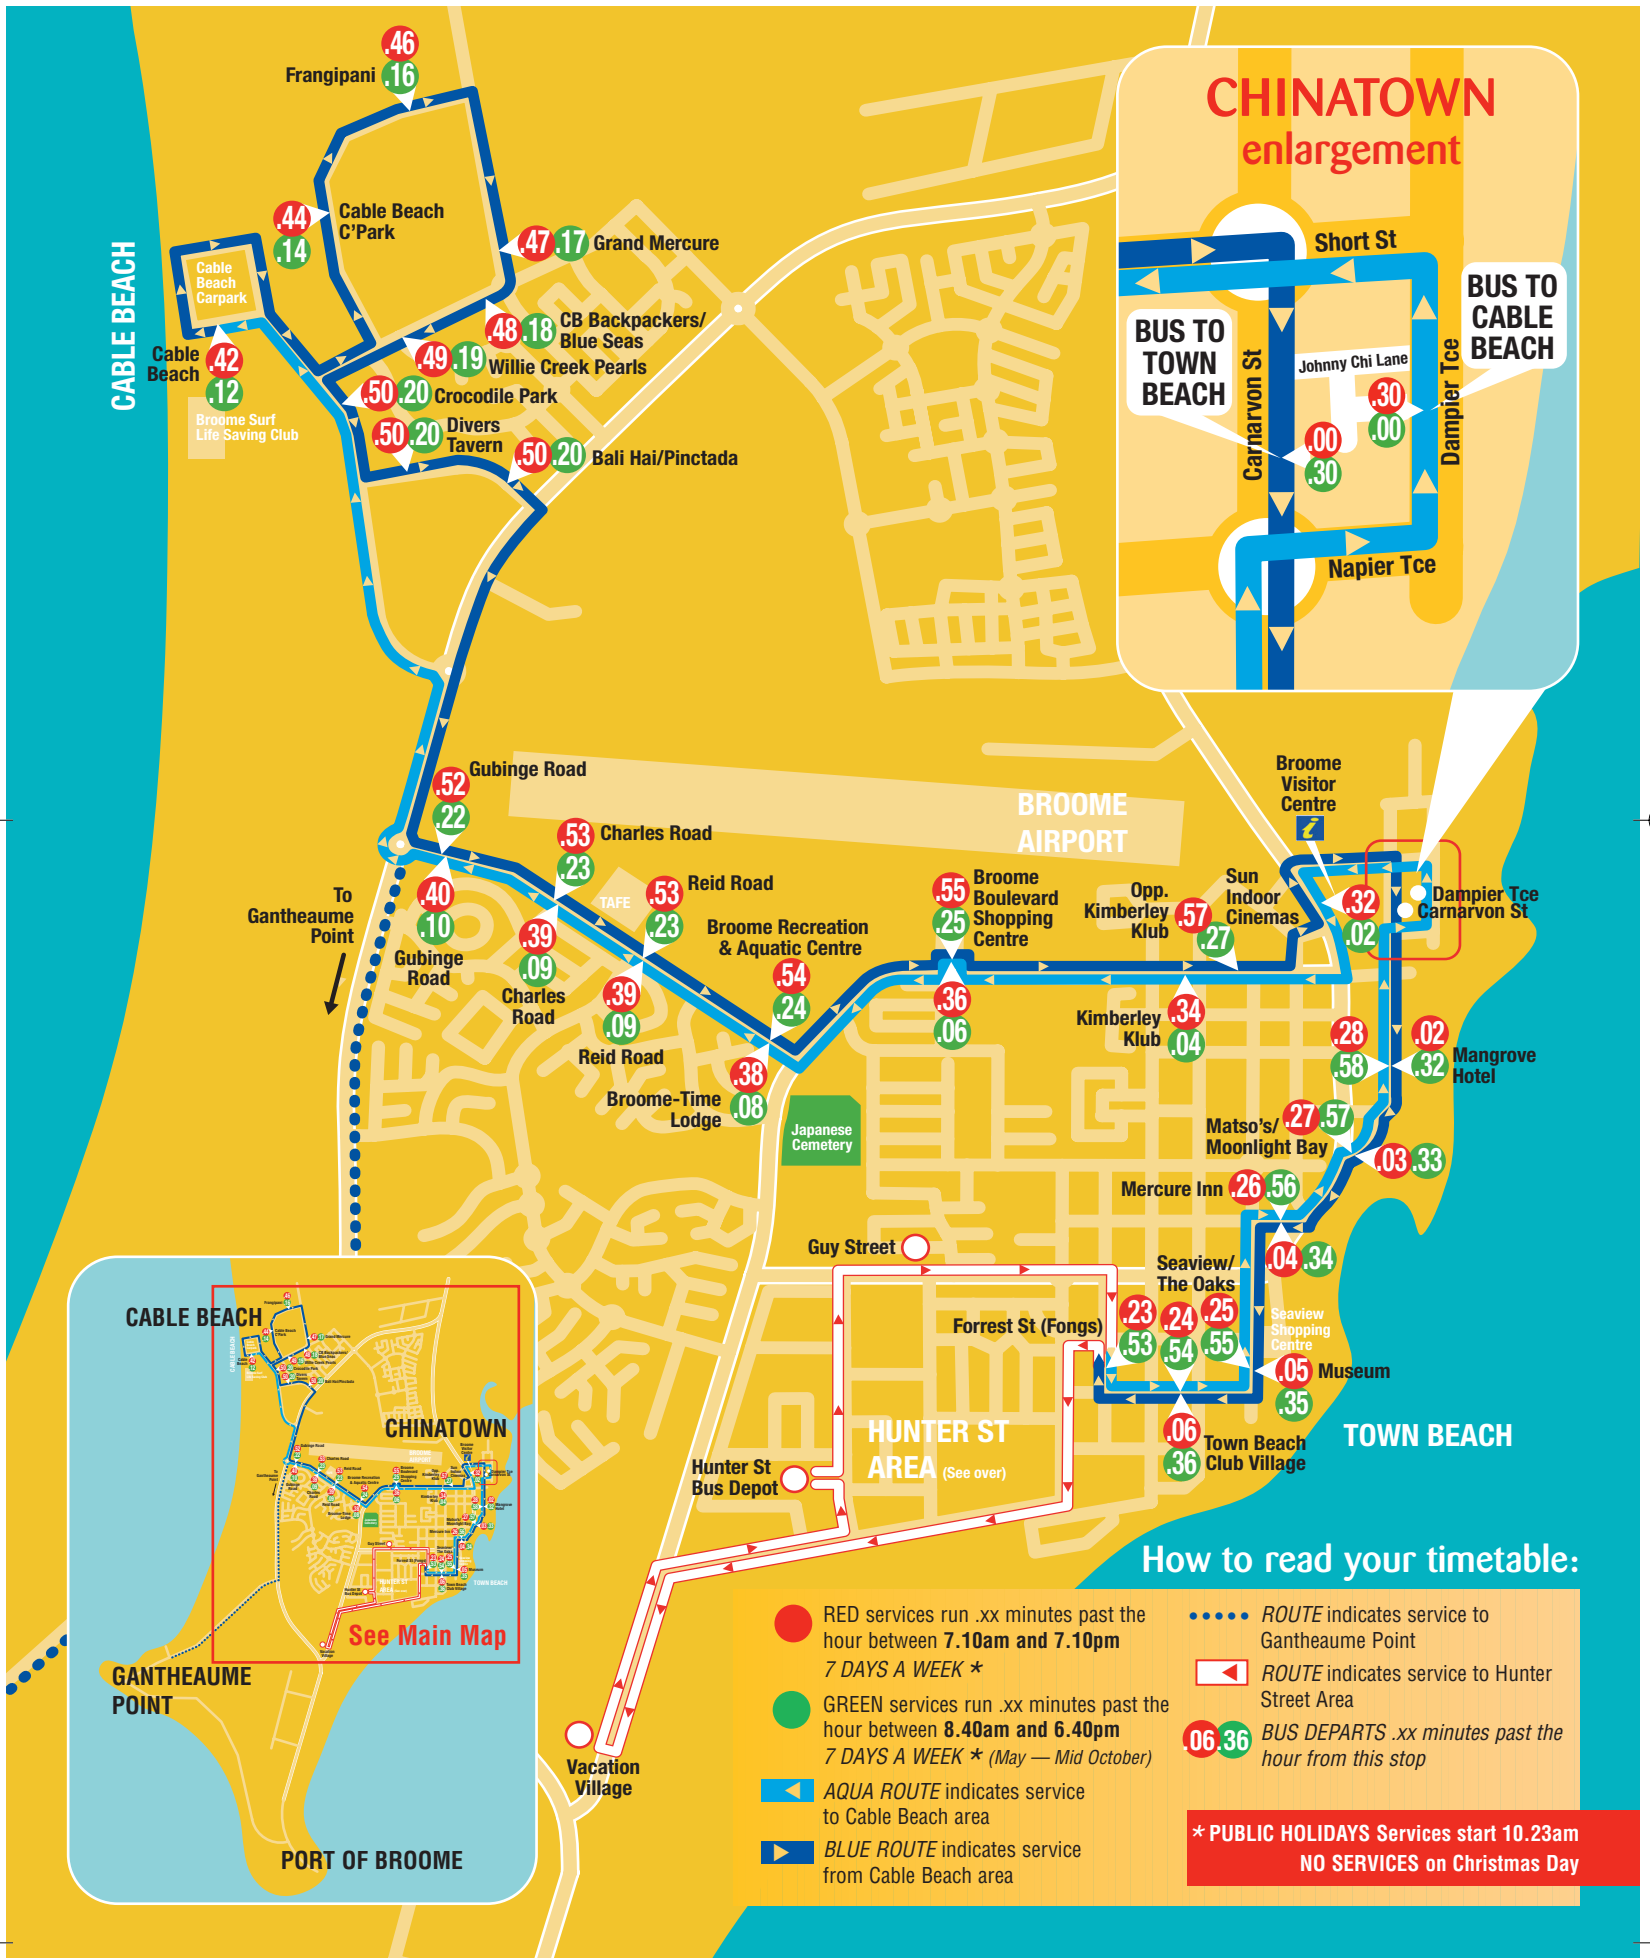 .46
Frangipani .16
.44
.14
Cable Beach
C'Park
.47 .17 Grand Mercure
CABLE BEACH
Cable
Beach
Carpark
.48 .18 CB Backpackers/
Blue Seas
Cable
Beach
.42
.12
.49 .19 Willie Creek Pearls
.50 .20 Crocodile Park
Broome Surf
Life Saving Club
.50 .20 Divers
Tavern
.50 .20 Bali Hai/Pinctada
CHINATOWN
enlargement
Short St
BUS TO
CABLE
BEACH
BUS TO
TOWN
BEACH
Johnny Chi Lane
Carnarvon St
Dampier Tce
.30
.00
.00
.30
Napier Tce
.52
.22
Gubinge Road
.53
.23
Charles Road
TAFE
.53
.23
Reid Road
Broome Recreation
& Aquatic Centre
.54
.24
BROOME
AIRPORT
.55
.25
Broome
Boulevard
Shopping
Centre
Opp.
Kimberley
Klub
.57
.27
Sun
Indoor
Cinemas
Broome
Visitor
Centre
i
.32
.02
Dampier Tce
Carnarvon St
To
Gantheaume
Point
.40
.10
Gubinge
Road
.39
.09
Charles
Road
.39
.09
Reid Road
.38
.08
Broome-Time
Lodge
Japanese
Cemetery
.36
.06
Kimberley
Klub
.34
.04
.28
.58
.02
.32
Mangrove
Hotel
Matso's/
Moonlight Bay
.27 .57
.03 .33
Mercure Inn .26 .56
.04 .34
Guy Street
Seaview/
The Oaks
Forrest St (Fongs)
.23
.53
.24
.54
.25
.55
Seaview
Shopping
Centre
.05
.35
Museum
.06
.36
Town Beach
Club Village
TOWN BEACH
HUNTER ST
AREA (See over)
Hunter St
Bus Depot
Vacation
Village
CABLE BEACH
CHINATOWN
See Main Map
GANTHEAUME
POINT
PORT OF BROOME
TOWN BEACH
How to read your timetable:
RED services run .xx minutes past the
hour between 7.10am and 7.10pm
7 DAYS A WEEK *
GREEN services run .xx minutes past the
hour between 8.40am and 6.40pm
7 DAYS A WEEK * (May — Mid October)
AQUA ROUTE indicates service
to Cable Beach area
BLUE ROUTE indicates service
from Cable Beach area
ROUTE indicates service to
Gantheaume Point
ROUTE indicates service to Hunter
Street Area
.06 .36 BUS DEPARTS .xx minutes past the
hour from this stop
* PUBLIC HOLIDAYS Services start 10.23am
NO SERVICES on Christmas Day